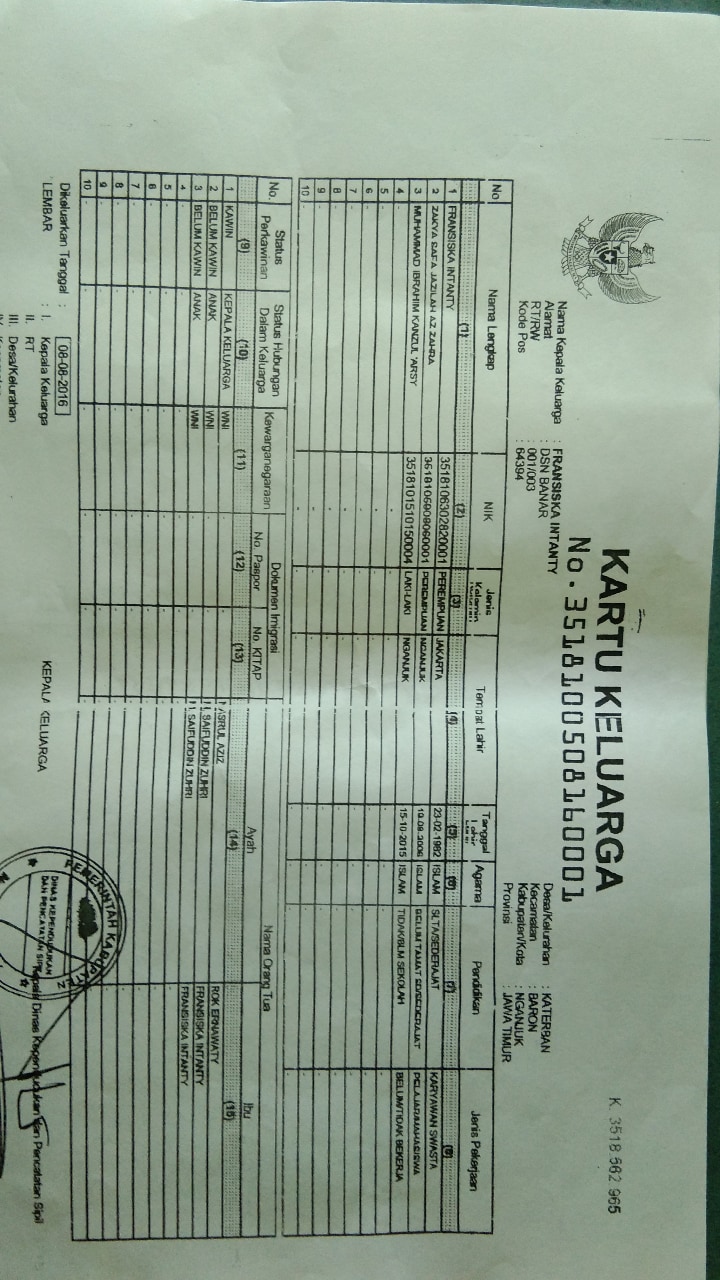 KARTU KELUARGA
No. 3518100508160001
K. 3518 562 965
Nama Kepala Keluarga : FRANSISKA INTANTY
Alamat : DSN BANAR
RT/RW : 001/003
Kode Pos : 64394
Desa/Kelurahan : KATERBAN
Kecamatan : BARON
Kabupaten/Kota : NGANJUK
Provinsi : JAWA TIMUR
No Nama Lengkap NIK Jenis Kelamin Tempat Lahir Tanggal Lahir Agama Pendidikan Jenis Pekerjaan
(1) (2) (3) (4) (5) (6) (7) (8)
1 FRANSISKA INTANTY 3518106302820001 PEREMPUAN JAKARTA 23-02-1982 ISLAM SLTA/SEDERAJAT KARYAWAN SWASTA
2 ZAKYA SAFA JAZILAH AZ ZAHRA PEREMPUAN NGANJUK ISLAM BELUM TAMAT SD/SEDERAJAT PELAJAR/MAHASISWA
3 MUHAMMAD IBRAHIM KANZUL 'ARSY 3518101510150004 LAKI-LAKI NGANJUK 15-10-2015 ISLAM TIDAK/BLM SEKOLAH BELUM/TIDAK BEKERJA
4 - - - - - - - -
5 - - - - - - - -
6 - - - - - - - -
7 - - - - - - - -
8 - - - - - - - -
9 - - - - - - - -
10 - - - - - - - -
No. Status Perkawinan Status Hubungan Dalam Keluarga Kewarganegaraan Dokumen Imigrasi Nama Orang Tua
No. Paspor No. KITAP Ayah Ibu
(9) (10) (11) (12) (13) (14) (15)
1 KAWIN KEPALA KELUARGA WNI - - ASRUL AZIZ ROK ERNAWATY
2 BELUM KAWIN ANAK WNI - - SAIFUDDIN ZUHRI FRANSISKA INTANTY
3 BELUM KAWIN ANAK WNI - - SAIFUDDIN ZUHRI FRANSISKA INTANTY
4 - - - - - - -
5 - - - - - - -
6 - - - - - - -
7 - - - - - - -
8 - - - - - - -
9 - - - - - - -
10 - - - - - - -
Dikeluarkan Tanggal : 08-08-2016
LEMBAR : I. Kepala Keluarga
II. RT
III. Desa/Kelurahan
KEPALA KELUARGA
PEMERINTAH KABUPATEN
DINAS KEPENDUDUKAN
DAN PENCATATAN SIPIL
Kepala Dinas Kependudukan dan Pencatatan Sipil